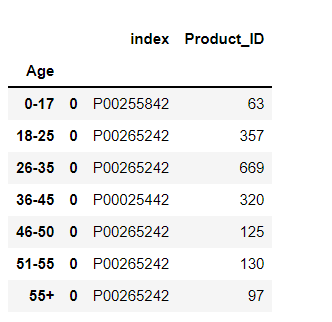 index Product_ID
Age
0-17 0 P00255842 63
18-25 0 P00265242 357
26-35 0 P00265242 669
36-45 0 P00025442 320
46-50 0 P00265242 125
51-55 0 P00265242 130
55+ 0 P00265242 97